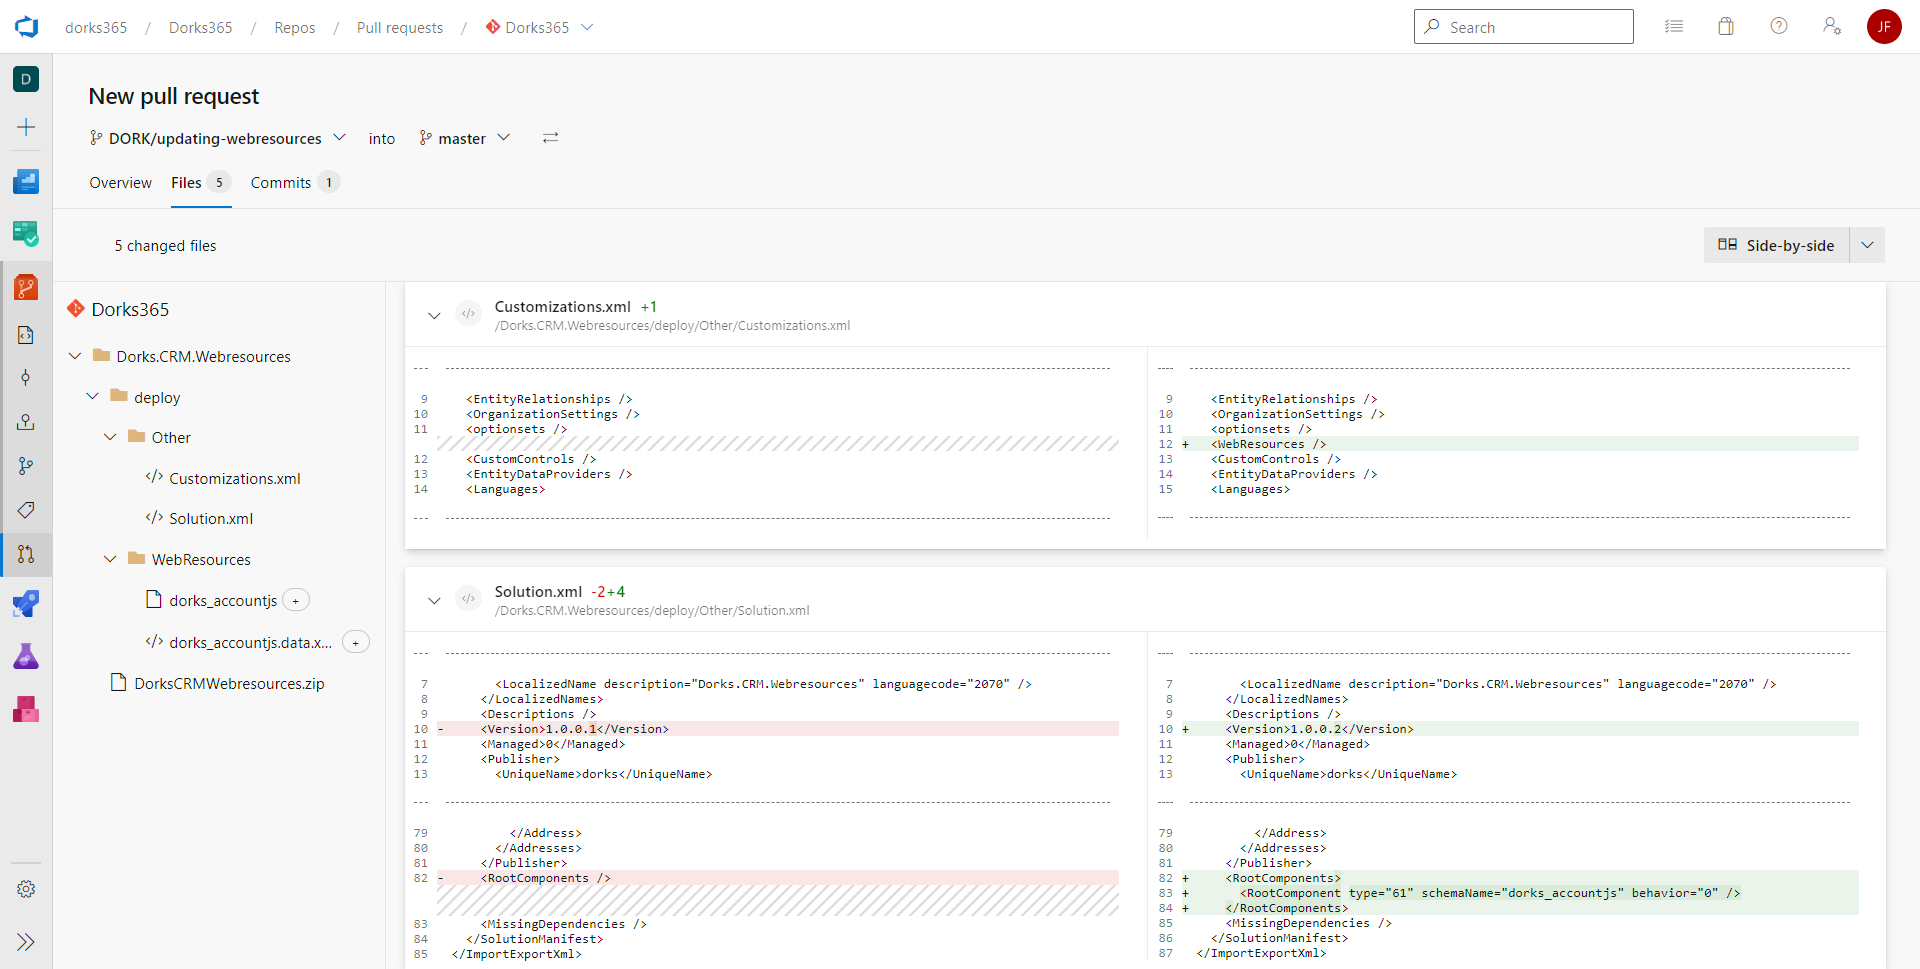 dorks365 / Dorks365 / Repos / Pull requests / Dorks365
Search
JF
D
New pull request
DORK/updating-webresources into master
Overview Files 5 Commits 1
5 changed files
Side-by-side
Dorks365
Dorks.CRM.Webresources
deploy
Other
</> Customizations.xml
</> Solution.xml
WebResources
dorks_accountjs +
</> dorks_accountjs.data.x... +
DorksCRMWebresources.zip
</> Customizations.xml +1
/Dorks.CRM.Webresources/deploy/Other/Customizations.xml
9 <EntityRelationships />
10 <OrganizationSettings />
11 <optionsets />
12 <CustomControls />
13 <EntityDataProviders />
14 <Languages>
9 <EntityRelationships />
10 <OrganizationSettings />
11 <optionsets />
12 + <WebResources />
13 <CustomControls />
14 <EntityDataProviders />
15 <Languages>
</> Solution.xml -2+4
/Dorks.CRM.Webresources/deploy/Other/Solution.xml
7 <LocalizedName description="Dorks.CRM.Webresources" languagecode="2070" />
8 </LocalizedNames>
9 <Descriptions />
10 - <Version>1.0.0.1</Version>
11 <Managed>0</Managed>
12 <Publisher>
13 <UniqueName>dorks</UniqueName>
79 </Address>
80 </Addresses>
81 </Publisher>
82 - <RootComponents />
83 <MissingDependencies />
84 </SolutionManifest>
85 </ImportExportXml>
7 <LocalizedName description="Dorks.CRM.Webresources" languagecode="2070" />
8 </LocalizedNames>
9 <Descriptions />
10 + <Version>1.0.0.2</Version>
11 <Managed>0</Managed>
12 <Publisher>
13 <UniqueName>dorks</UniqueName>
79 </Address>
80 </Addresses>
81 </Publisher>
82 + <RootComponents>
83 + <RootComponent type="61" schemaName="dorks_accountjs" behavior="0" />
84 + </RootComponents>
85 <MissingDependencies />
86 </SolutionManifest>
87 </ImportExportXml>